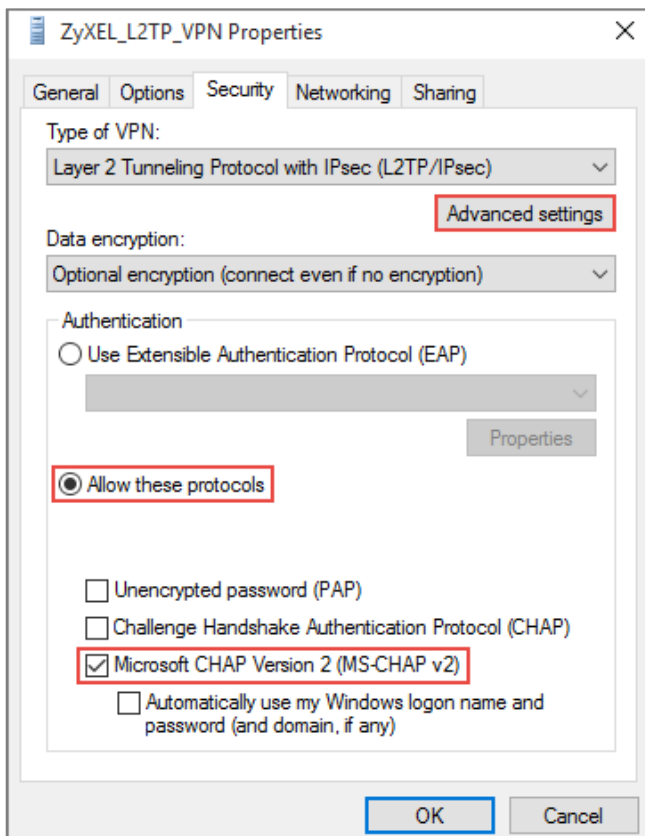 ZyXEL_L2TP_VPN Properties
General Options Security Networking Sharing
Type of VPN:
Layer 2 Tunneling Protocol with IPsec (L2TP/IPsec)
Advanced settings
Data encryption:
Optional encryption (connect even if no encryption)
Authentication
Use Extensible Authentication Protocol (EAP)
Properties
Allow these protocols
Unencrypted password (PAP)
Challenge Handshake Authentication Protocol (CHAP)
Microsoft CHAP Version 2 (MS-CHAP v2)
Automatically use my Windows logon name and
password (and domain, if any)
OK Cancel